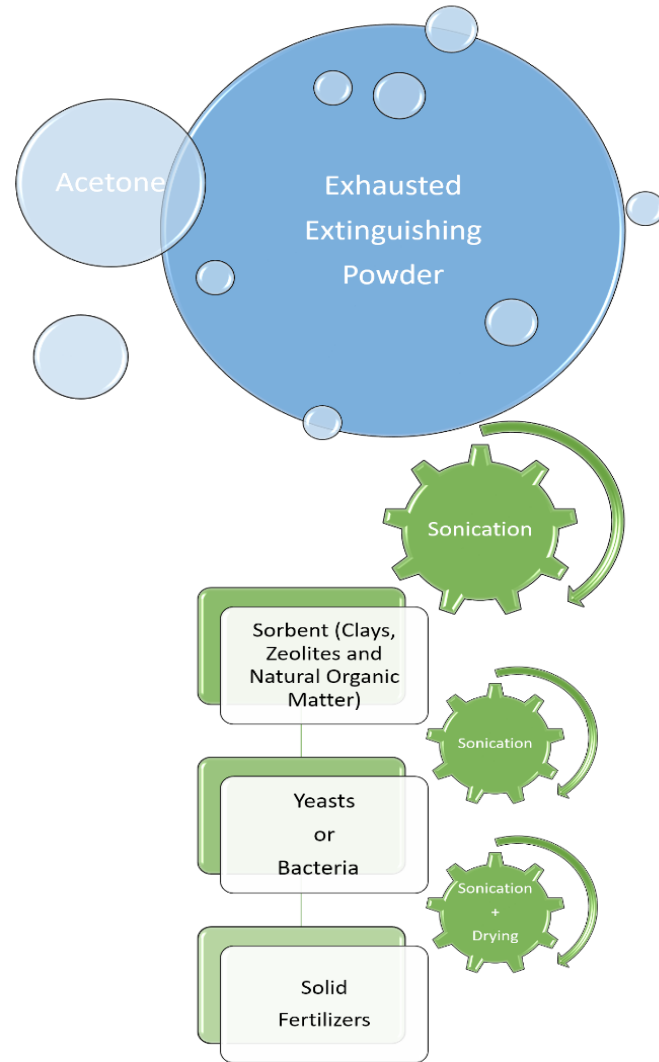 Acetone
Exhausted
Extinguishing
Powder
Sonication
Sorbent (Clays,
Zeolites and
Natural Organic
Matter)
Sonication
Yeasts
or
Bacteria
Sonication
+
Drying
Solid
Fertilizers